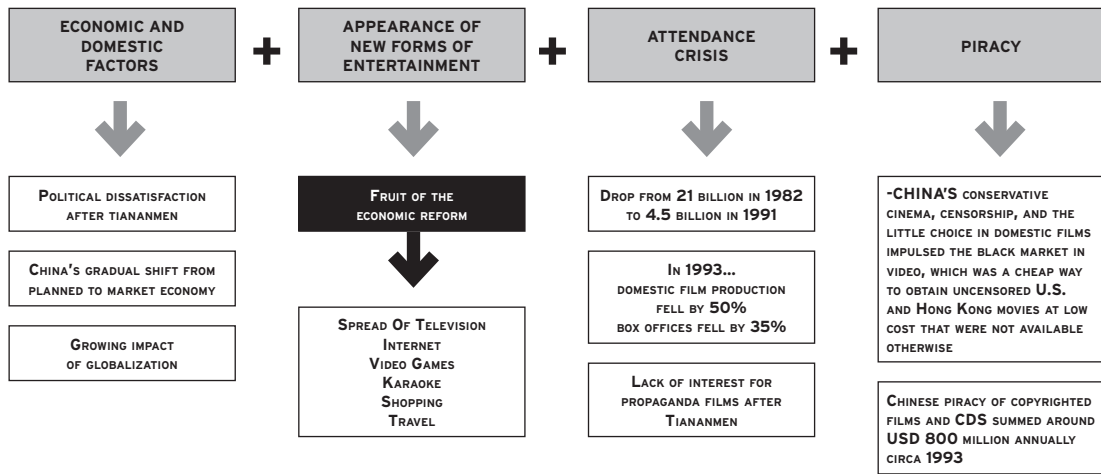 ECONOMIC AND
DOMESTIC
FACTORS
+
APPEARANCE OF
NEW FORMS OF
ENTERTAINMENT
+
ATTENDANCE
CRISIS
+
PIRACY
POLITICAL DISSATISFACTION
AFTER TIANANMEN
CHINA'S GRADUAL SHIFT FROM
PLANNED TO MARKET ECONOMY
GROWING IMPACT
OF GLOBALIZATION
FRUIT OF THE
ECONOMIC REFORM
SPREAD OF TELEVISION
INTERNET
VIDEO GAMES
KARAOKE
SHOPPING
TRAVEL
DROP FROM 21 BILLION IN 1982
TO 4.5 BILLION IN 1991
IN 1993...
DOMESTIC FILM PRODUCTION
FELL BY 50%
BOX OFFICES FELL BY 35%
LACK OF INTEREST FOR
PROPAGANDA FILMS AFTER
TIANANMEN
-CHINA'S CONSERVATIVE
CINEMA, CENSORSHIP, AND THE
LITTLE CHOICE IN DOMESTIC FILMS
IMPULSED THE BLACK MARKET IN
VIDEO, WHICH WAS A CHEAP WAY
TO OBTAIN UNCENSORED U.S.
AND HONG KONG MOVIES AT LOW
COST THAT WERE NOT AVAILABLE
OTHERWISE
CHINESE PIRACY OF COPYRIGHTED
FILMS AND CDS SUMMED AROUND
USD 800 MILLION ANNUALLY
CIRCA 1993